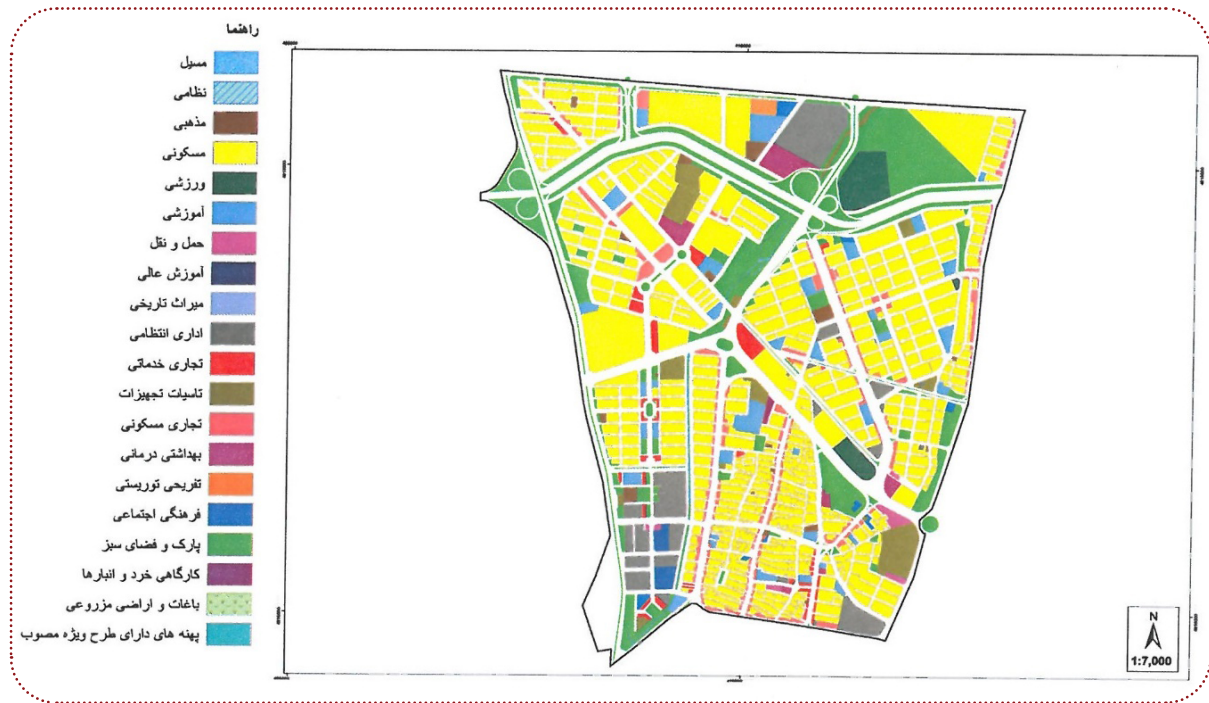 راهنما
مسیل
نظامی
مذهبی
مسکونی
ورزشی
آموزشی
حمل و نقل
آموزش عالی
میراث تاریخی
اداری انتظامی
تجاری خدماتی
تاسیات تجهیزات
تجاری مسکونی
بهداشتی درمانی
تفریحی توریستی
فرهنگی اجتماعی
پارک و فضای سبز
کارگاهی خرد و انبارها
باغات و اراضی مزروعی
پهنه های دارای طرح ویژه مصوب
N
1:7,000